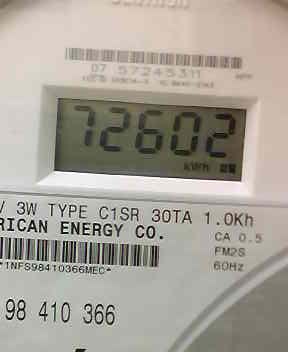 07 57245311
72602
kWh
V 3W TYPE C1SR 30TA 1.0Kh
RICAN ENERGY CO.
CA 0.5
FM2S
60Hz
*1NFS98410366MEC*
98 410 366